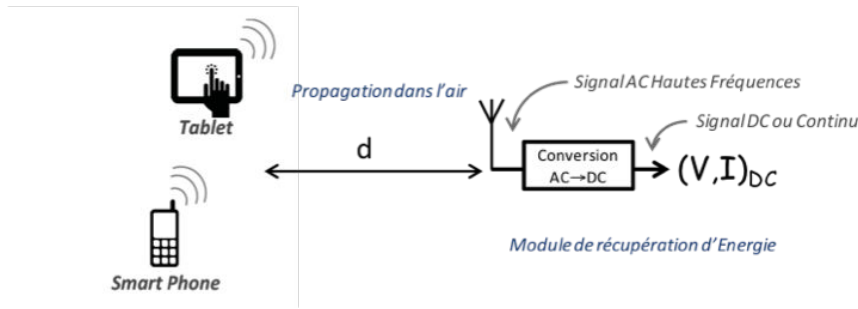 Tablet
Smart Phone
Propagation dans l'air
d
Signal AC Hautes Fréquences
Signal DC ou Continu
Conversion
AC→DC
(V,I)DC
Module de récupération d'Energie